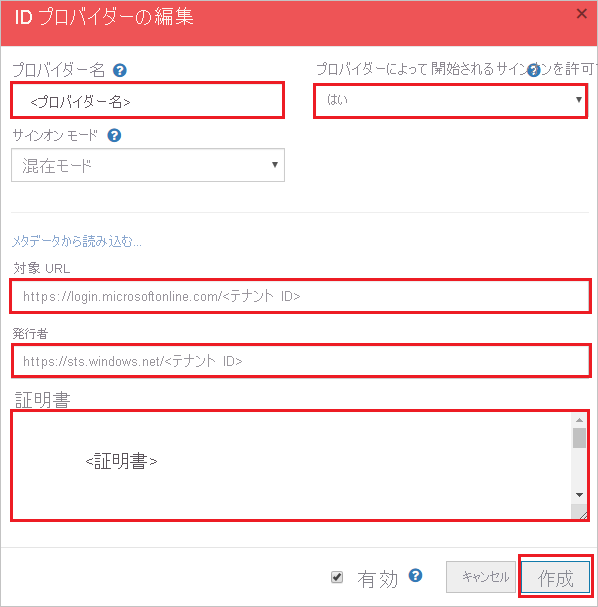 ID プロバイダーの編集 ×
プロバイダー名 ? プロバイダーによって開始されるサインオンを許可 ?
<プロバイダー名> はい
サインオン モード ?
混在モード
メタデータから読み込む...
対象 URL
https://login.microsoftonline.com/<テナント ID>
発行者
https://sts.windows.net/<テナント ID>
証明書
<証明書>
有効 ? キャンセル 作成